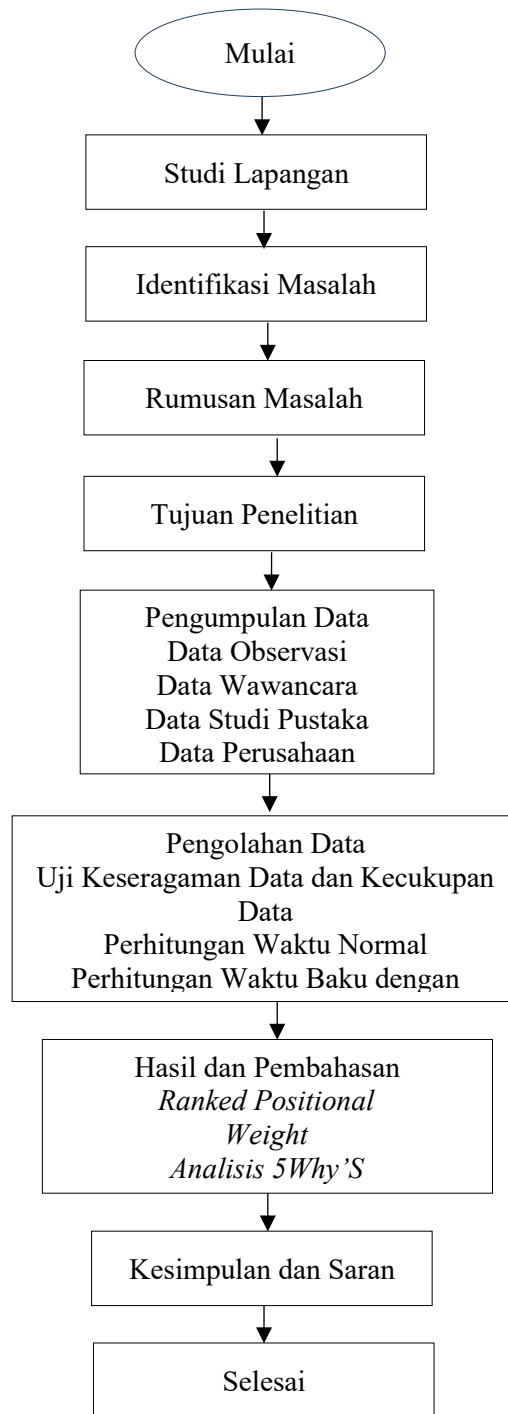 Mulai
Studi Lapangan
Identifikasi Masalah
Rumusan Masalah
Tujuan Penelitian
Pengumpulan Data
Data Observasi
Data Wawancara
Data Studi Pustaka
Data Perusahaan
Pengolahan Data
Uji Keseragaman Data dan Kecukupan
Data
Perhitungan Waktu Normal
Perhitungan Waktu Baku dengan
Hasil dan Pembahasan
Ranked Positional
Weight
Analisis 5Why’S
Kesimpulan dan Saran
Selesai